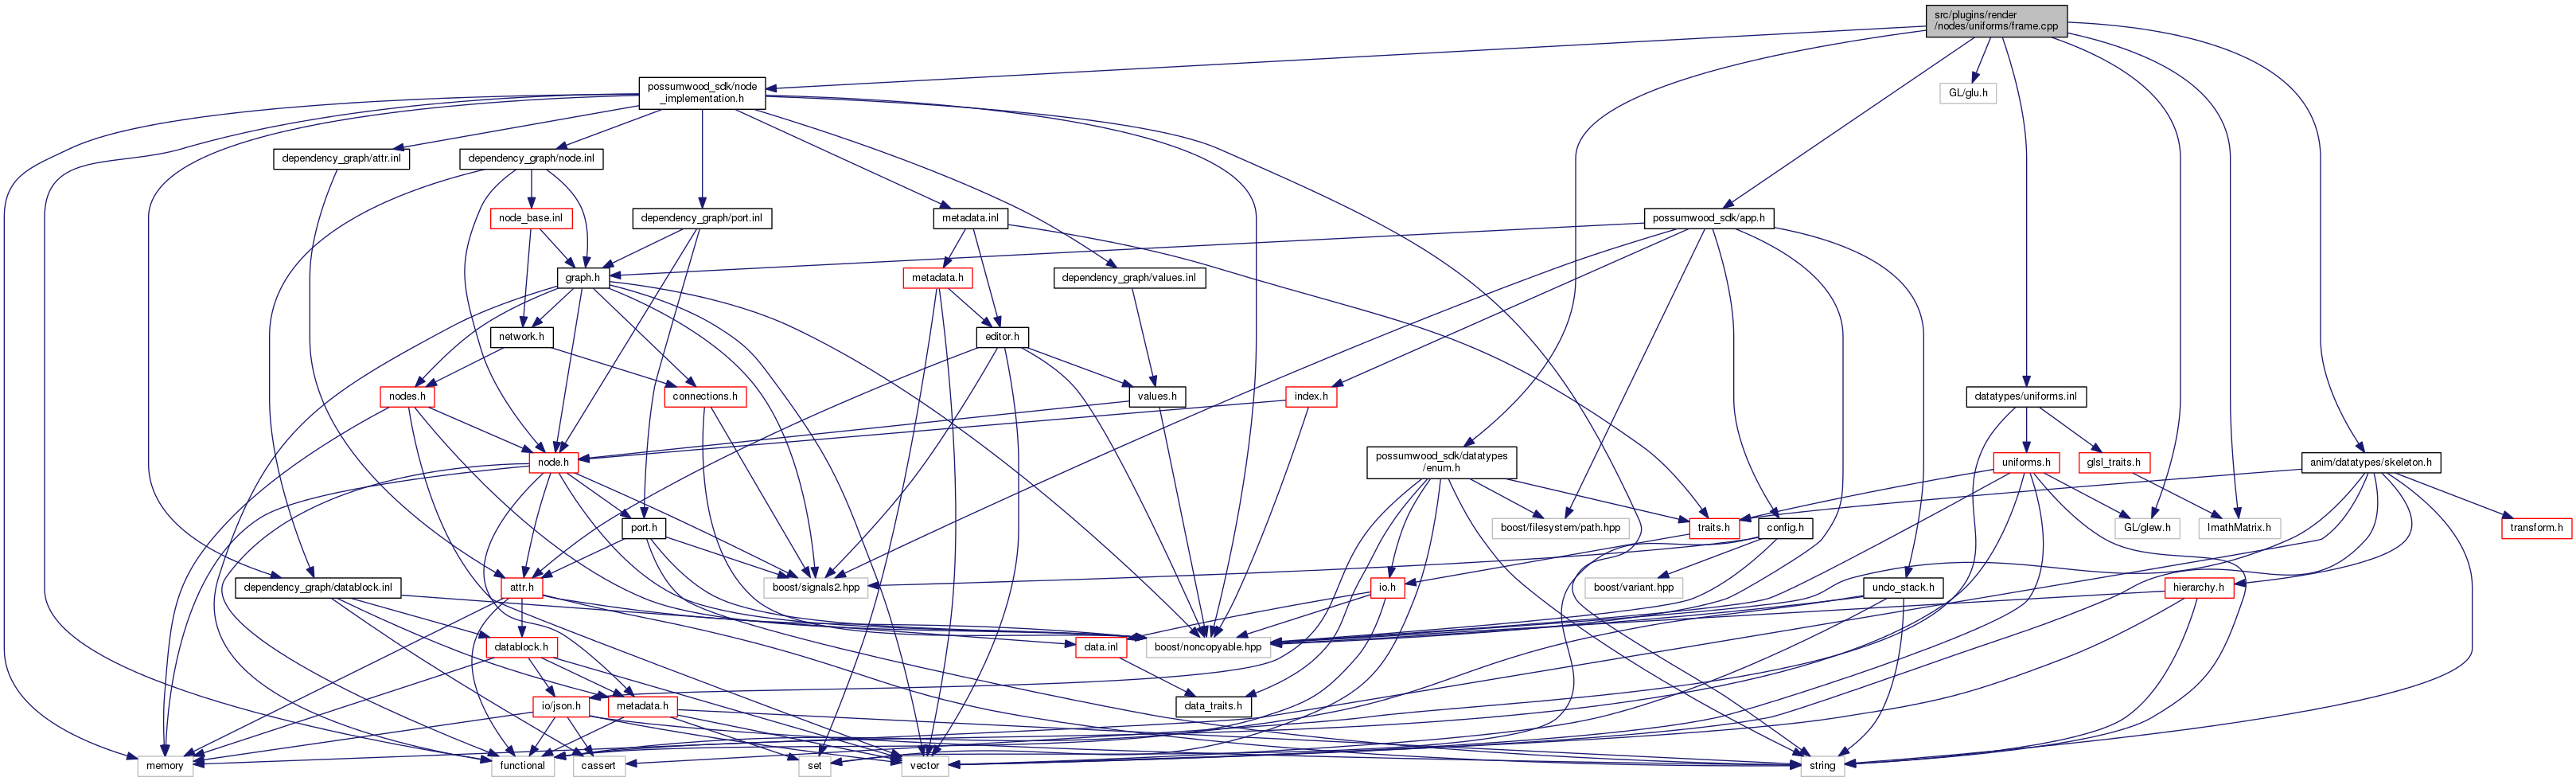 src/plugins/render
/nodes/uniforms/frame.cpp
possumwood_sdk/node
_implementation.h
GL/glu.h
dependency_graph/attr.inl
dependency_graph/node.inl
node_base.inl
dependency_graph/port.inl
metadata.inl
possumwood_sdk/app.h
graph.h
metadata.h
dependency_graph/values.inl
network.h
editor.h
nodes.h
connections.h
values.h
index.h
datatypes/uniforms.inl
node.h
possumwood_sdk/datatypes
/enum.h
uniforms.h
glsl_traits.h
anim/datatypes/skeleton.h
port.h
boost/filesystem/path.hpp
traits.h
config.h
GL/glew.h
ImathMatrix.h
transform.h
dependency_graph/datablock.inl
attr.h
boost/signals2.hpp
io.h
boost/variant.hpp
undo_stack.h
hierarchy.h
datablock.h
data.inl
boost/noncopyable.hpp
io/json.h
metadata.h
data_traits.h
memory
functional
cassert
set
vector
string